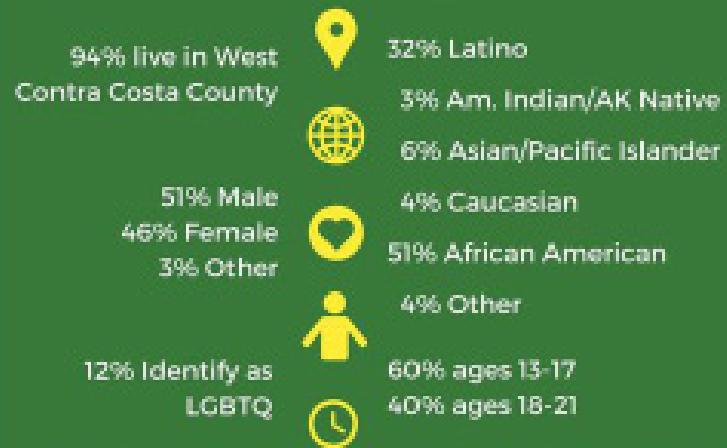 94% live in West
Contra Costa County
32% Latino
3% Am. Indian/AK Native
6% Asian/Pacific Islander
4% Caucasian
51% African American
4% Other
51% Male
46% Female
3% Other
12% Identify as
LGBTQ
60% ages 13-17
40% ages 18-21